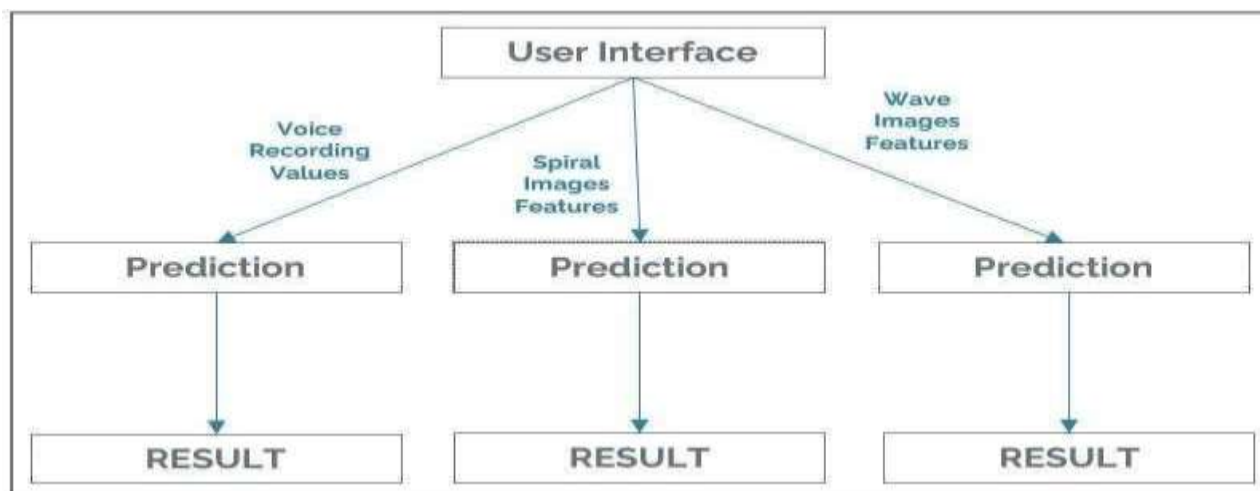 User Interface
Voice
Recording
Values
Spiral
Images
Features
Wave
Images
Features
Prediction
Prediction
Prediction
RESULT
RESULT
RESULT